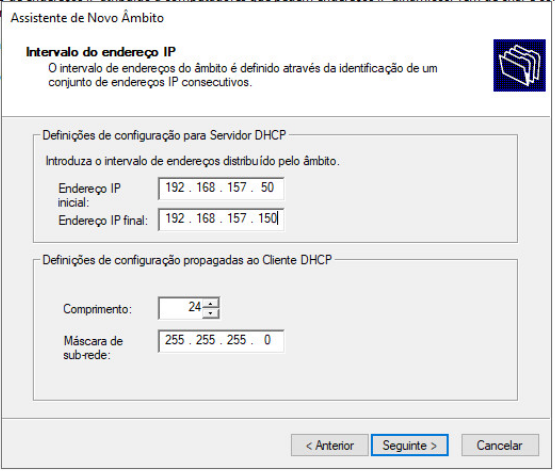 Assistente de Novo Âmbito
Intervalo do endereço IP
O intervalo de endereços do âmbito é definido através da identificação de um
conjunto de endereços IP consecutivos.
Definições de configuração para Servidor DHCP
Introduza o intervalo de endereços distribuído pelo âmbito.
Endereço IP
inicial:
192 . 168 . 157 . 50
Endereço IP final:
192 . 168 . 157 . 150
Definições de configuração propagadas ao Cliente DHCP
Comprimento:
24
Máscara de
sub-rede:
255 . 255 . 255 . 0
< Anterior
Seguinte >
Cancelar